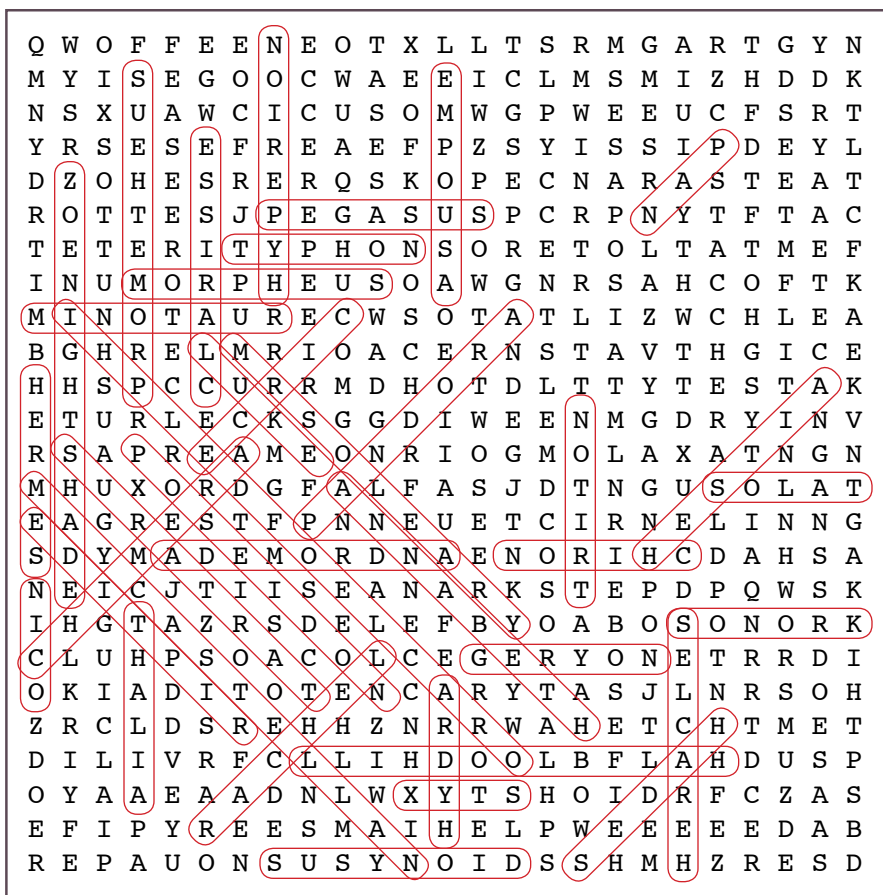 Q W O F F E E N E O T X L L T S R M G A R T G Y N
M Y I S E G O O C W A E E I C L M S M I Z H D D K
N S X U A W C I C U S O M W G P W E E U C F S R T
Y R S E S E F R E A E F P Z S Y I S S I P D E Y L
D Z O H E S R E R Q S K O P E C N A R A S T E A T
R O T T E S J P E G A S U S P C R P N Y T F T A C
T E T E R I T Y P H O N S O R E T O L T A T M E F
I N U M O R P H E U S O A W G N R S A H C O F T K
M I N O T A U R E C W S O T A T L I Z W C H L E A
B G H R E L M R I O A C E R N S T A V T H G I C E
H H S P C C U R R M D H O T D L T T Y T E S T A K
E T U R L E C K S G G D I W E E N M G D R Y I N V
R S A P R E A M E O N R I O G M O L A X A T N G N
M H U X O R D G F A L F A S J D T N G U S O L A T
E A G R E S T F P N N E U E T C I R N E L I N N G
S D Y M A D E M O R D N A E N O R I H C D A H S A
N E I C J T I I S E A N A R K S T E P D P Q W S K
I H G T A Z R S D E L E F B Y O A B O S O N O R K
C L U H P S O A C O L C E G E R Y O N E T R R D I
O K I A D I T O T E N C A R Y T A S J L N R S O H
Z R C L D S R E H H Z N R R W A H E T C H T M E T
D I L I V R F C L L I H D O O L B F L A H D U S P
O Y A A E A A D N L W X Y T S H O I D R F C Z A S
E F I P Y R E E S M A I H E L P W E E E E E D A B
R E P A U O N S U S Y N O I D S S H M H Z R E S D